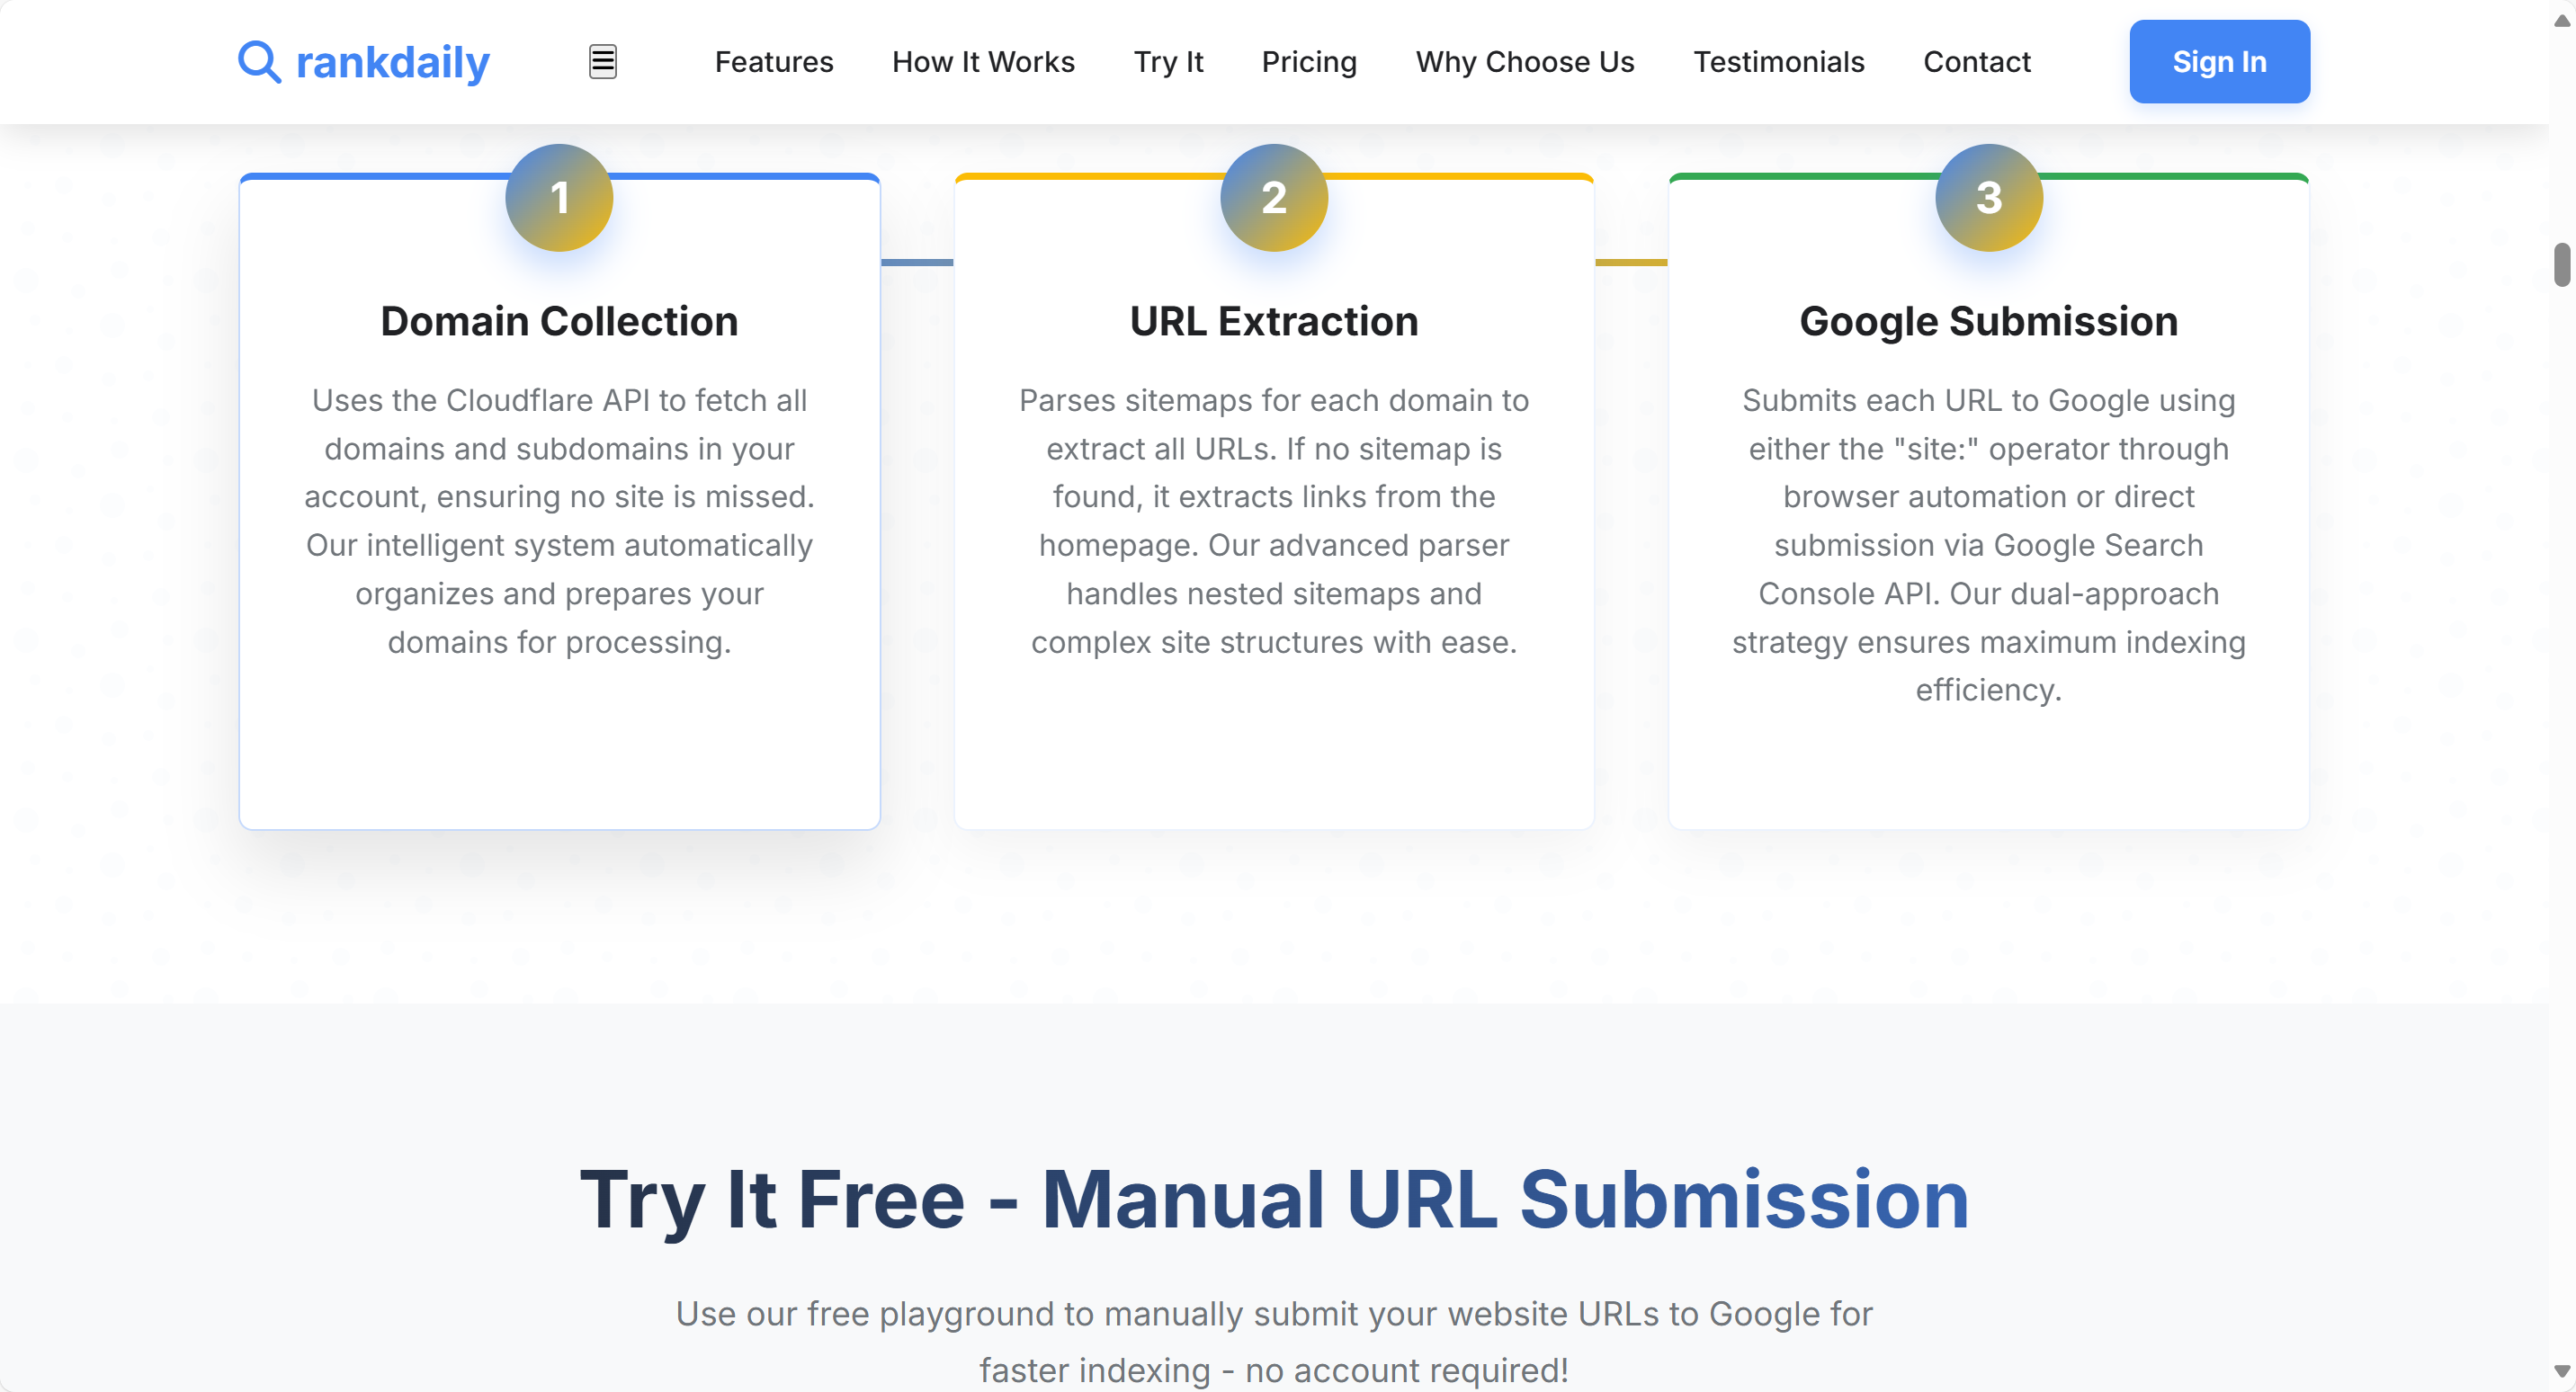 rankdaily
Features
How It Works
Try It
Pricing
Why Choose Us
Testimonials
Contact
Sign In
1
Domain Collection
Uses the Cloudflare API to fetch all
domains and subdomains in your
account, ensuring no site is missed.
Our intelligent system automatically
organizes and prepares your
domains for processing.
2
URL Extraction
Parses sitemaps for each domain to
extract all URLs. If no sitemap is
found, it extracts links from the
homepage. Our advanced parser
handles nested sitemaps and
complex site structures with ease.
3
Google Submission
Submits each URL to Google using
either the "site:" operator through
browser automation or direct
submission via Google Search
Console API. Our dual-approach
strategy ensures maximum indexing
efficiency.
Try It Free - Manual URL Submission
Use our free playground to manually submit your website URLs to Google for
faster indexing - no account required!